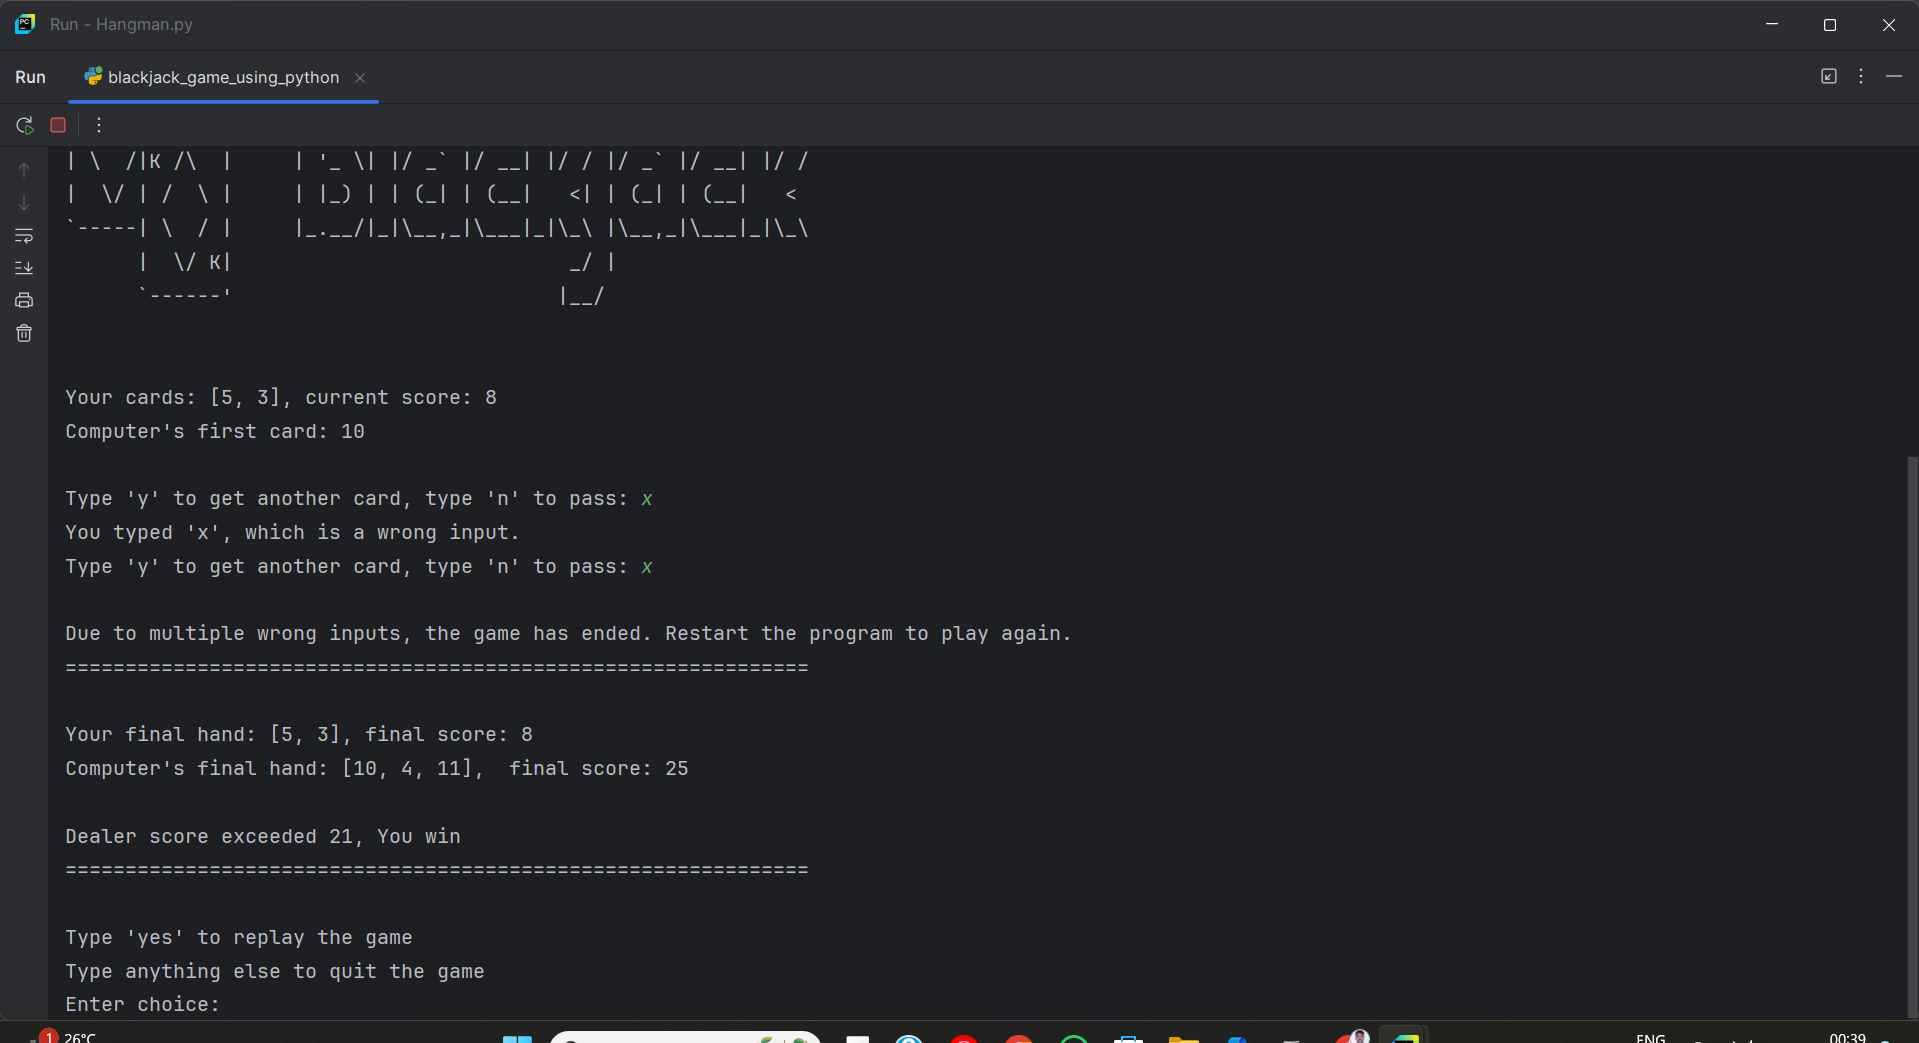 Run - Hangman.py
Run blackjack_game_using_python
| \  /|K /\  |     | '_ \| |/ _` |/ __| |/ / |/ _` |/ __| |/ /
|  \/ | /  \ |     | |_) | | (_| | (__|   <| | (_| | (__|   <
`-----| \  / |     |_.__/|_|\__,_|\___|_|\_\ |\__,_|\___|_|\_\
      |  \/ K|                            _/ |
      `------'                           |__/
Your cards: [5, 3], current score: 8
Computer's first card: 10
Type 'y' to get another card, type 'n' to pass: x
You typed 'x', which is a wrong input.
Type 'y' to get another card, type 'n' to pass: x
Due to multiple wrong inputs, the game has ended. Restart the program to play again.
==============================================================
Your final hand: [5, 3], final score: 8
Computer's final hand: [10, 4, 11],  final score: 25
Dealer score exceeded 21, You win
==============================================================
Type 'yes' to replay the game
Type anything else to quit the game
Enter choice:
1 26°C ENG 00:39